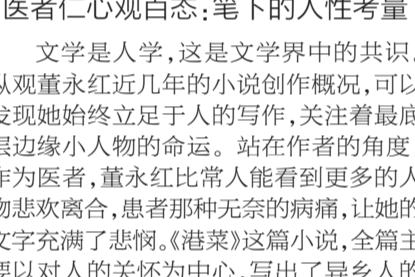 医者仁心观百态:笔下的人性考量
文学是人学,这是文学界中的共识。
纵观董永红近几年的小说创作概况,可以
发现她始终立足于人的写作,关注着最底
层边缘小人物的命运。站在作者的角度
作为医者,董永红比常人能看到更多的人
物悲欢离合,患者那种无奈的病痛,让她的
文字充满了悲悯。《港菜》这篇小说,全篇主
要以对人的关怀为中心,写出了异乡人的